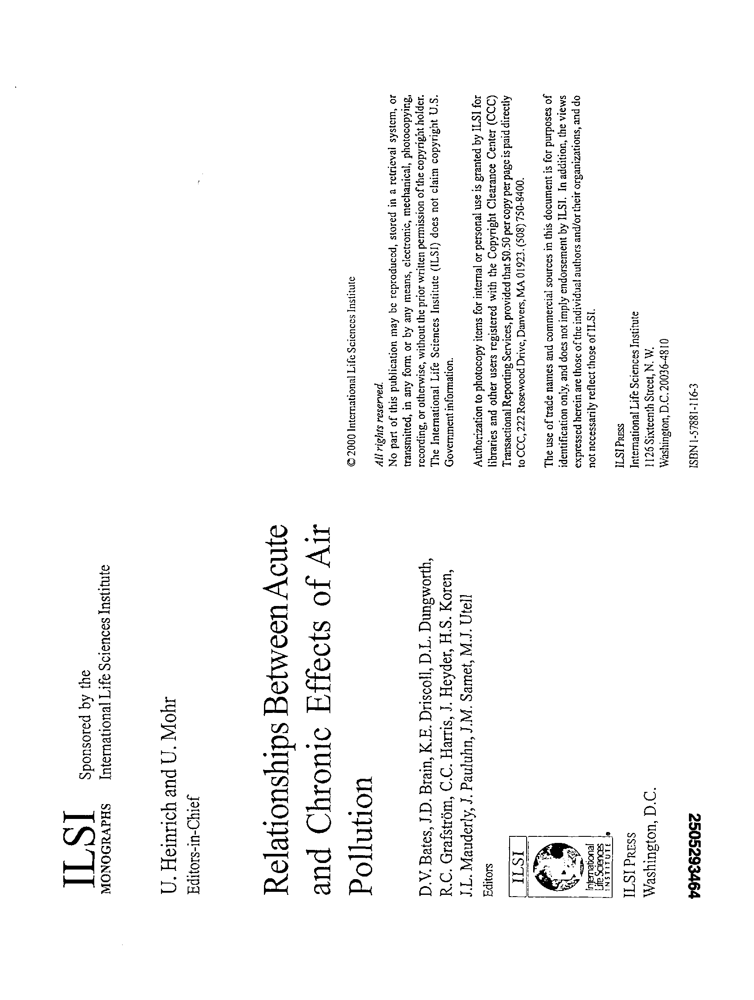 ILSI
MONOGRAPHS
Sponsored by the
International Life Sciences Institute
U. Heinrich and U. Mohr
Editors-in-Chief
Relationships Between Acute
and Chronic Effects of Air
Pollution
D.V. Bates, J.D. Brain, K.E. Driscoll, D.L. Dungworth,
R.C. Grafström, C.C. Harris, J. Heyder, H.S. Koren,
J.L. Mauderly, J. Pauluhn, J.M. Samet, M.J. Utell
Editors
ILSI
International
Life Sciences
INSTITUTE
ILSI PRESS
Washington, D.C.
2505293464
© 2000 International Life Sciences Institute
All rights reserved.
No part of this publication may be reproduced, stored in a retrieval system, or
transmitted, in any form or by any means, electronic, mechanical, photocopying,
recording, or otherwise, without the prior written permission of the copyright holder.
The International Life Sciences Institute (ILSI) does not claim copyright U.S.
Government information.
Authorization to photocopy items for internal or personal use is granted by ILSI for
libraries and other users registered with the Copyright Clearance Center (CCC)
Transactional Reporting Services, provided that $0.50 per copy per page is paid directly
to CCC, 222 Rosewood Drive, Danvers, MA 01923. (508) 750-8400.
The use of trade names and commercial sources in this document is for purposes of
identification only, and does not imply endorsement by ILSI. In addition, the views
expressed herein are those of the individual authors and/or their organizations, and do
not necessarily reflect those of ILSI.
ILSI PRESS
International Life Sciences Institute
1126 Sixteenth Street, N. W.
Washington, D.C. 20036-4810
ISBN 1-57881-116-3